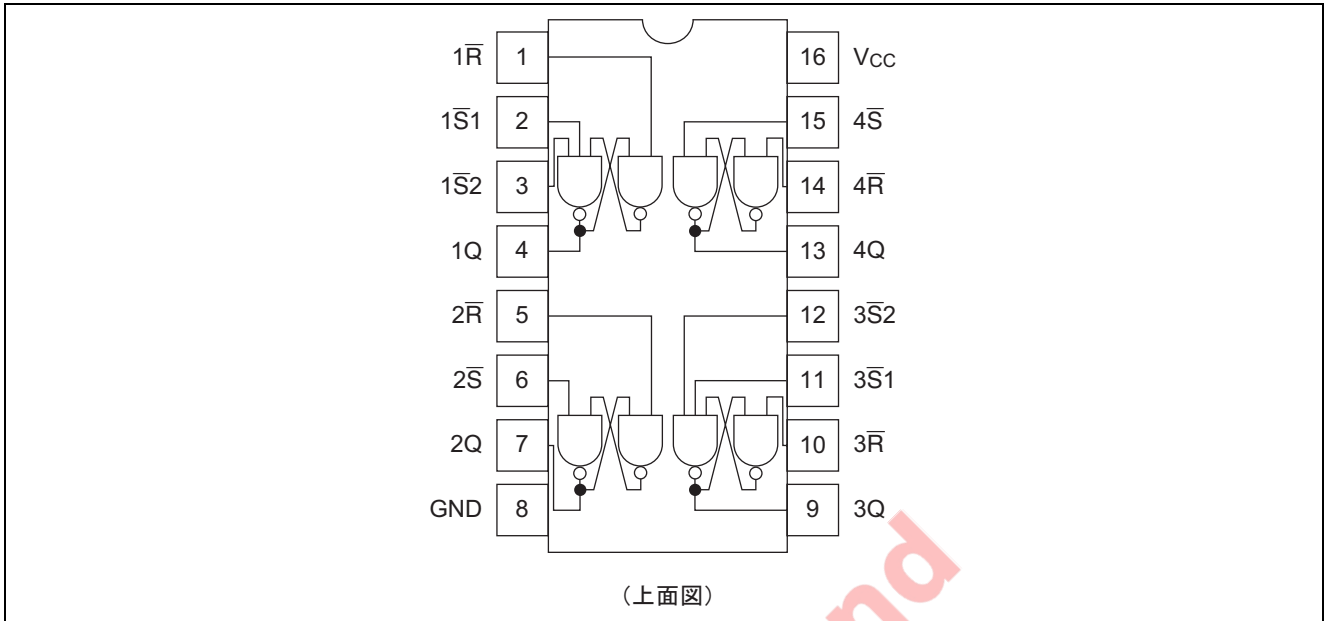 1R̅ 1 16 VCC
1S̅1 2 15 4S̅
1S̅2 3 14 4R̅
1Q 4 13 4Q
2R̅ 5 12 3S̅2
2S̅ 6 11 3S̅1
2Q 7 10 3R̅
GND 8 9 3Q
(上面図)
nd